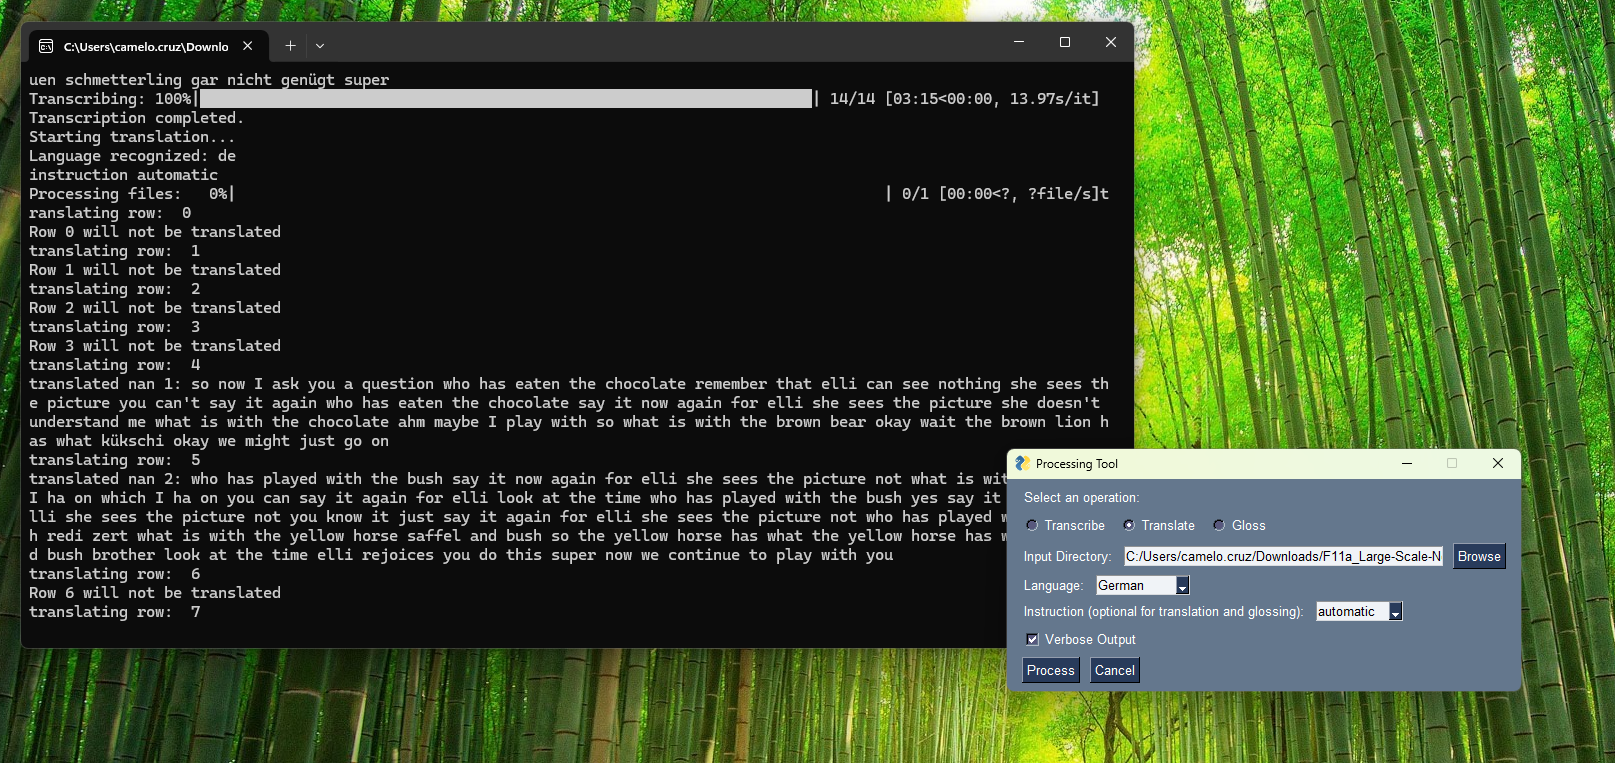 C:\Users\camelo.cruz\Downlo
uen schmetterling gar nicht genügt super
Transcribing: 100%| | 14/14 [03:15<00:00, 13.97s/it]
Transcription completed.
Starting translation...
Language recognized: de
instruction automatic
Processing files:   0%| | 0/1 [00:00<?, ?file/s]t
ranslating row:  0
Row 0 will not be translated
translating row:  1
Row 1 will not be translated
translating row:  2
Row 2 will not be translated
translating row:  3
Row 3 will not be translated
translating row:  4
translated nan 1: so now I ask you a question who has eaten the chocolate remember that elli can see nothing she sees th
e picture you can't say it again who has eaten the chocolate say it now again for elli she sees the picture she doesn't
understand me what is with the chocolate ahm maybe I play with so what is with the brown bear okay wait the brown lion h
as what kükschi okay we might just go on
translating row:  5
translated nan 2: who has played with the bush say it now again for elli she sees the picture not what is wit
I ha on which I ha on you can say it again for elli look at the time who has played with the bush yes say it
lli she sees the picture not you know it just say it again for elli she sees the picture not who has played w
h redi zert what is with the yellow horse saffel and bush so the yellow horse has what the yellow horse has w
d bush brother look at the time elli rejoices you do this super now we continue to play with you
translating row:  6
Row 6 will not be translated
translating row:  7
Processing Tool
Select an operation:
Transcribe Translate Gloss
Input Directory: C:/Users/camelo.cruz/Downloads/F11a_Large-Scale-N Browse
Language: German
Instruction (optional for translation and glossing): automatic
Verbose Output
Process Cancel